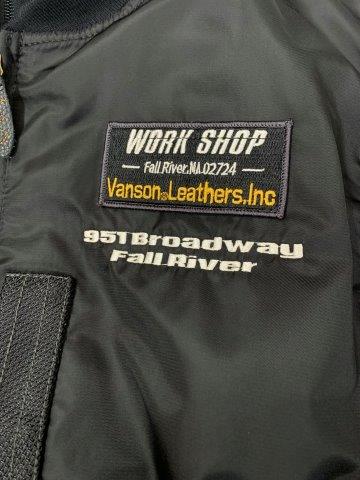 WORK SHOP
Fall River.MA.02724
Vanson®Leathers,Inc
951 Broadway
Fall.River